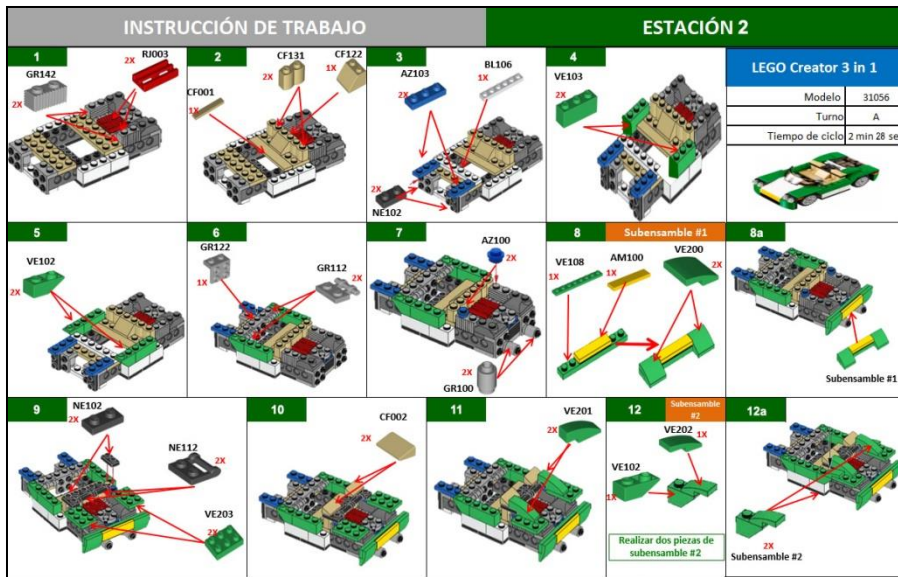 INSTRUCCIÓN DE TRABAJO
ESTACIÓN 2
1
GR142
2X
2X
RJ003
2
CF001
1X
CF131
2X
CF122
1X
3
AZ103
2X
BL106
1X
2X
NE102
4
VE103
2X
LEGO Creator 3 in 1
Modelo 31056
Turno A
Tiempo de ciclo 2 min 28 se
5
VE102
2X
6
GR122
1X
GR112
2X
7
AZ100
2X
2X
GR100
8
Subensamble #1
VE108
1X
AM100
1X
VE200
2X
8a
Subensamble #1
9
NE102
2X
NE112
2X
VE203
2X
10
CF002
2X
11
VE201
2X
12
Subensamble
#2
VE202
1X
VE102
1X
Realizar dos piezas de
subensamble #2
12a
2X
Subensamble #2